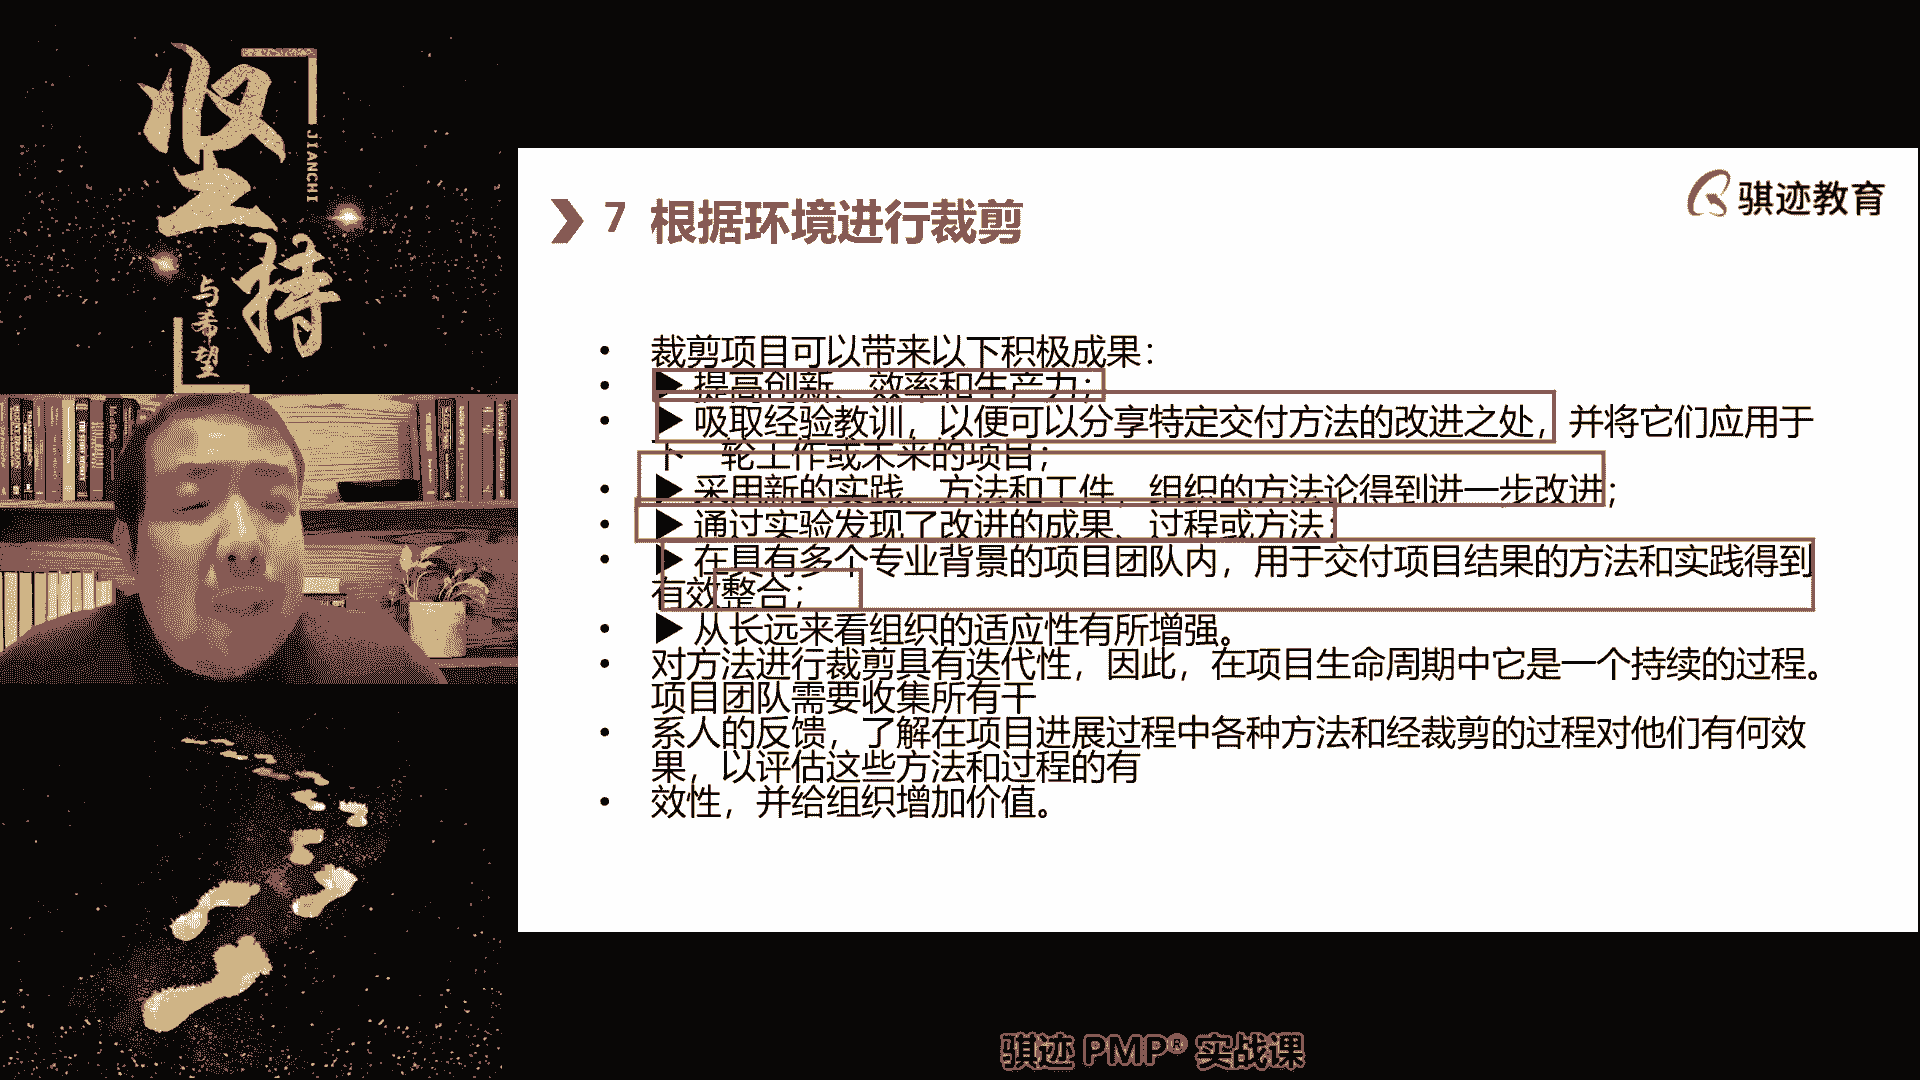 坚持
JIANCHI
与希望
骐迹教育
7 根据环境进行裁剪
• 裁剪项目可以带来以下积极成果：
• ▶ 提高创新、效率和生产力；
• ▶ 吸取经验教训，以便可以分享特定交付方法的改进之处，并将它们应用于
下一轮工作或未来的项目；
• ▶ 采用新的实践、方法和工件，组织的方法论得到进一步改进；
• ▶ 通过实验发现了改进的成果、过程或方法；
• ▶ 在具有多个专业背景的项目团队内，用于交付项目结果的方法和实践得到
有效整合；
• ▶ 从长远来看组织的适应性有所增强。
• 对方法进行裁剪具有迭代性，因此，在项目生命周期中它是一个持续的过程。
项目团队需要收集所有干
• 系人的反馈，了解在项目进展过程中各种方法和经裁剪的过程对他们有何效
果，以评估这些方法和过程的有
• 效性，并给组织增加价值。
骐迹 PMP® 实战课